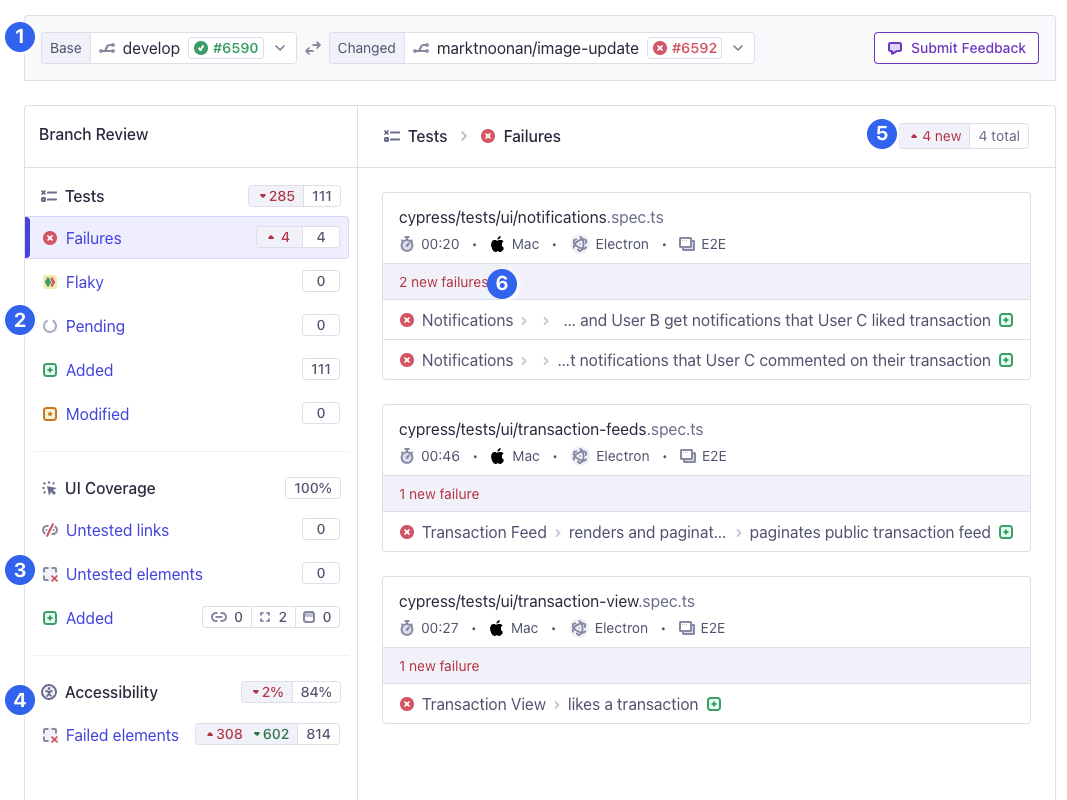 1
Base develop #6590 Changed marktnoonan/image-update #6592 Submit Feedback
Branch Review
Tests 285 111
Failures 4 4
Flaky 0
2
Pending 0
Added 111
Modified 0
UI Coverage 100%
Untested links 0
3
Untested elements 0
Added 0 2 0
4
Accessibility 2% 84%
Failed elements 308 602 814
Tests > Failures
5
4 new 4 total
cypress/tests/ui/notifications.spec.ts
00:20 • Mac • Electron • E2E
2 new failures
6
Notifications > > ... and User B get notifications that User C liked transaction
Notifications > > ...t notifications that User C commented on their transaction
cypress/tests/ui/transaction-feeds.spec.ts
00:46 • Mac • Electron • E2E
1 new failure
Transaction Feed > renders and paginat... > paginates public transaction feed
cypress/tests/ui/transaction-view.spec.ts
00:27 • Mac • Electron • E2E
1 new failure
Transaction View > likes a transaction